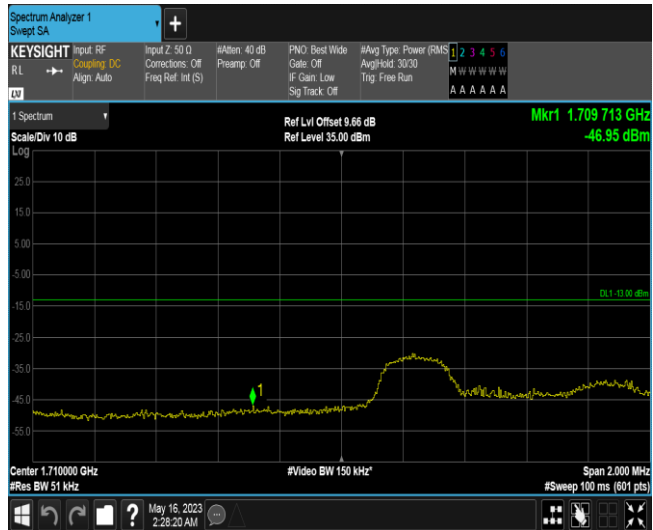 Spectrum Analyzer 1
Swept SA
+
KEYSIGHT
RL
LXI
Input: RF
Coupling: DC
Align: Auto
Input Z: 50 Ω
Corrections: Off
Freq Ref: Int (S)
#Atten: 40 dB
Preamp: Off
PNO: Best Wide
Gate: Off
IF Gain: Low
Sig Track: Off
#Avg Type: Power (RMS
Avg|Hold: 30/30
Trig: Free Run
1 2 3 4 5 6
M W W W W W
A A A A A A
1 Spectrum
Scale/Div 10 dB
Ref Lvl Offset 9.66 dB
Ref Level 35.00 dBm
Mkr1 1.709 713 GHz
-46.95 dBm
Log
25.0
15.0
5.00
-5.00
DL1 -13.00 dBm
-15.0
-25.0
-35.0
1
-45.0
-55.0
Center 1.710000 GHz
#Res BW 51 kHz
#Video BW 150 kHz*
Span 2.000 MHz
#Sweep 100 ms (601 pts)
?
May 16, 2023
2:28:20 AM